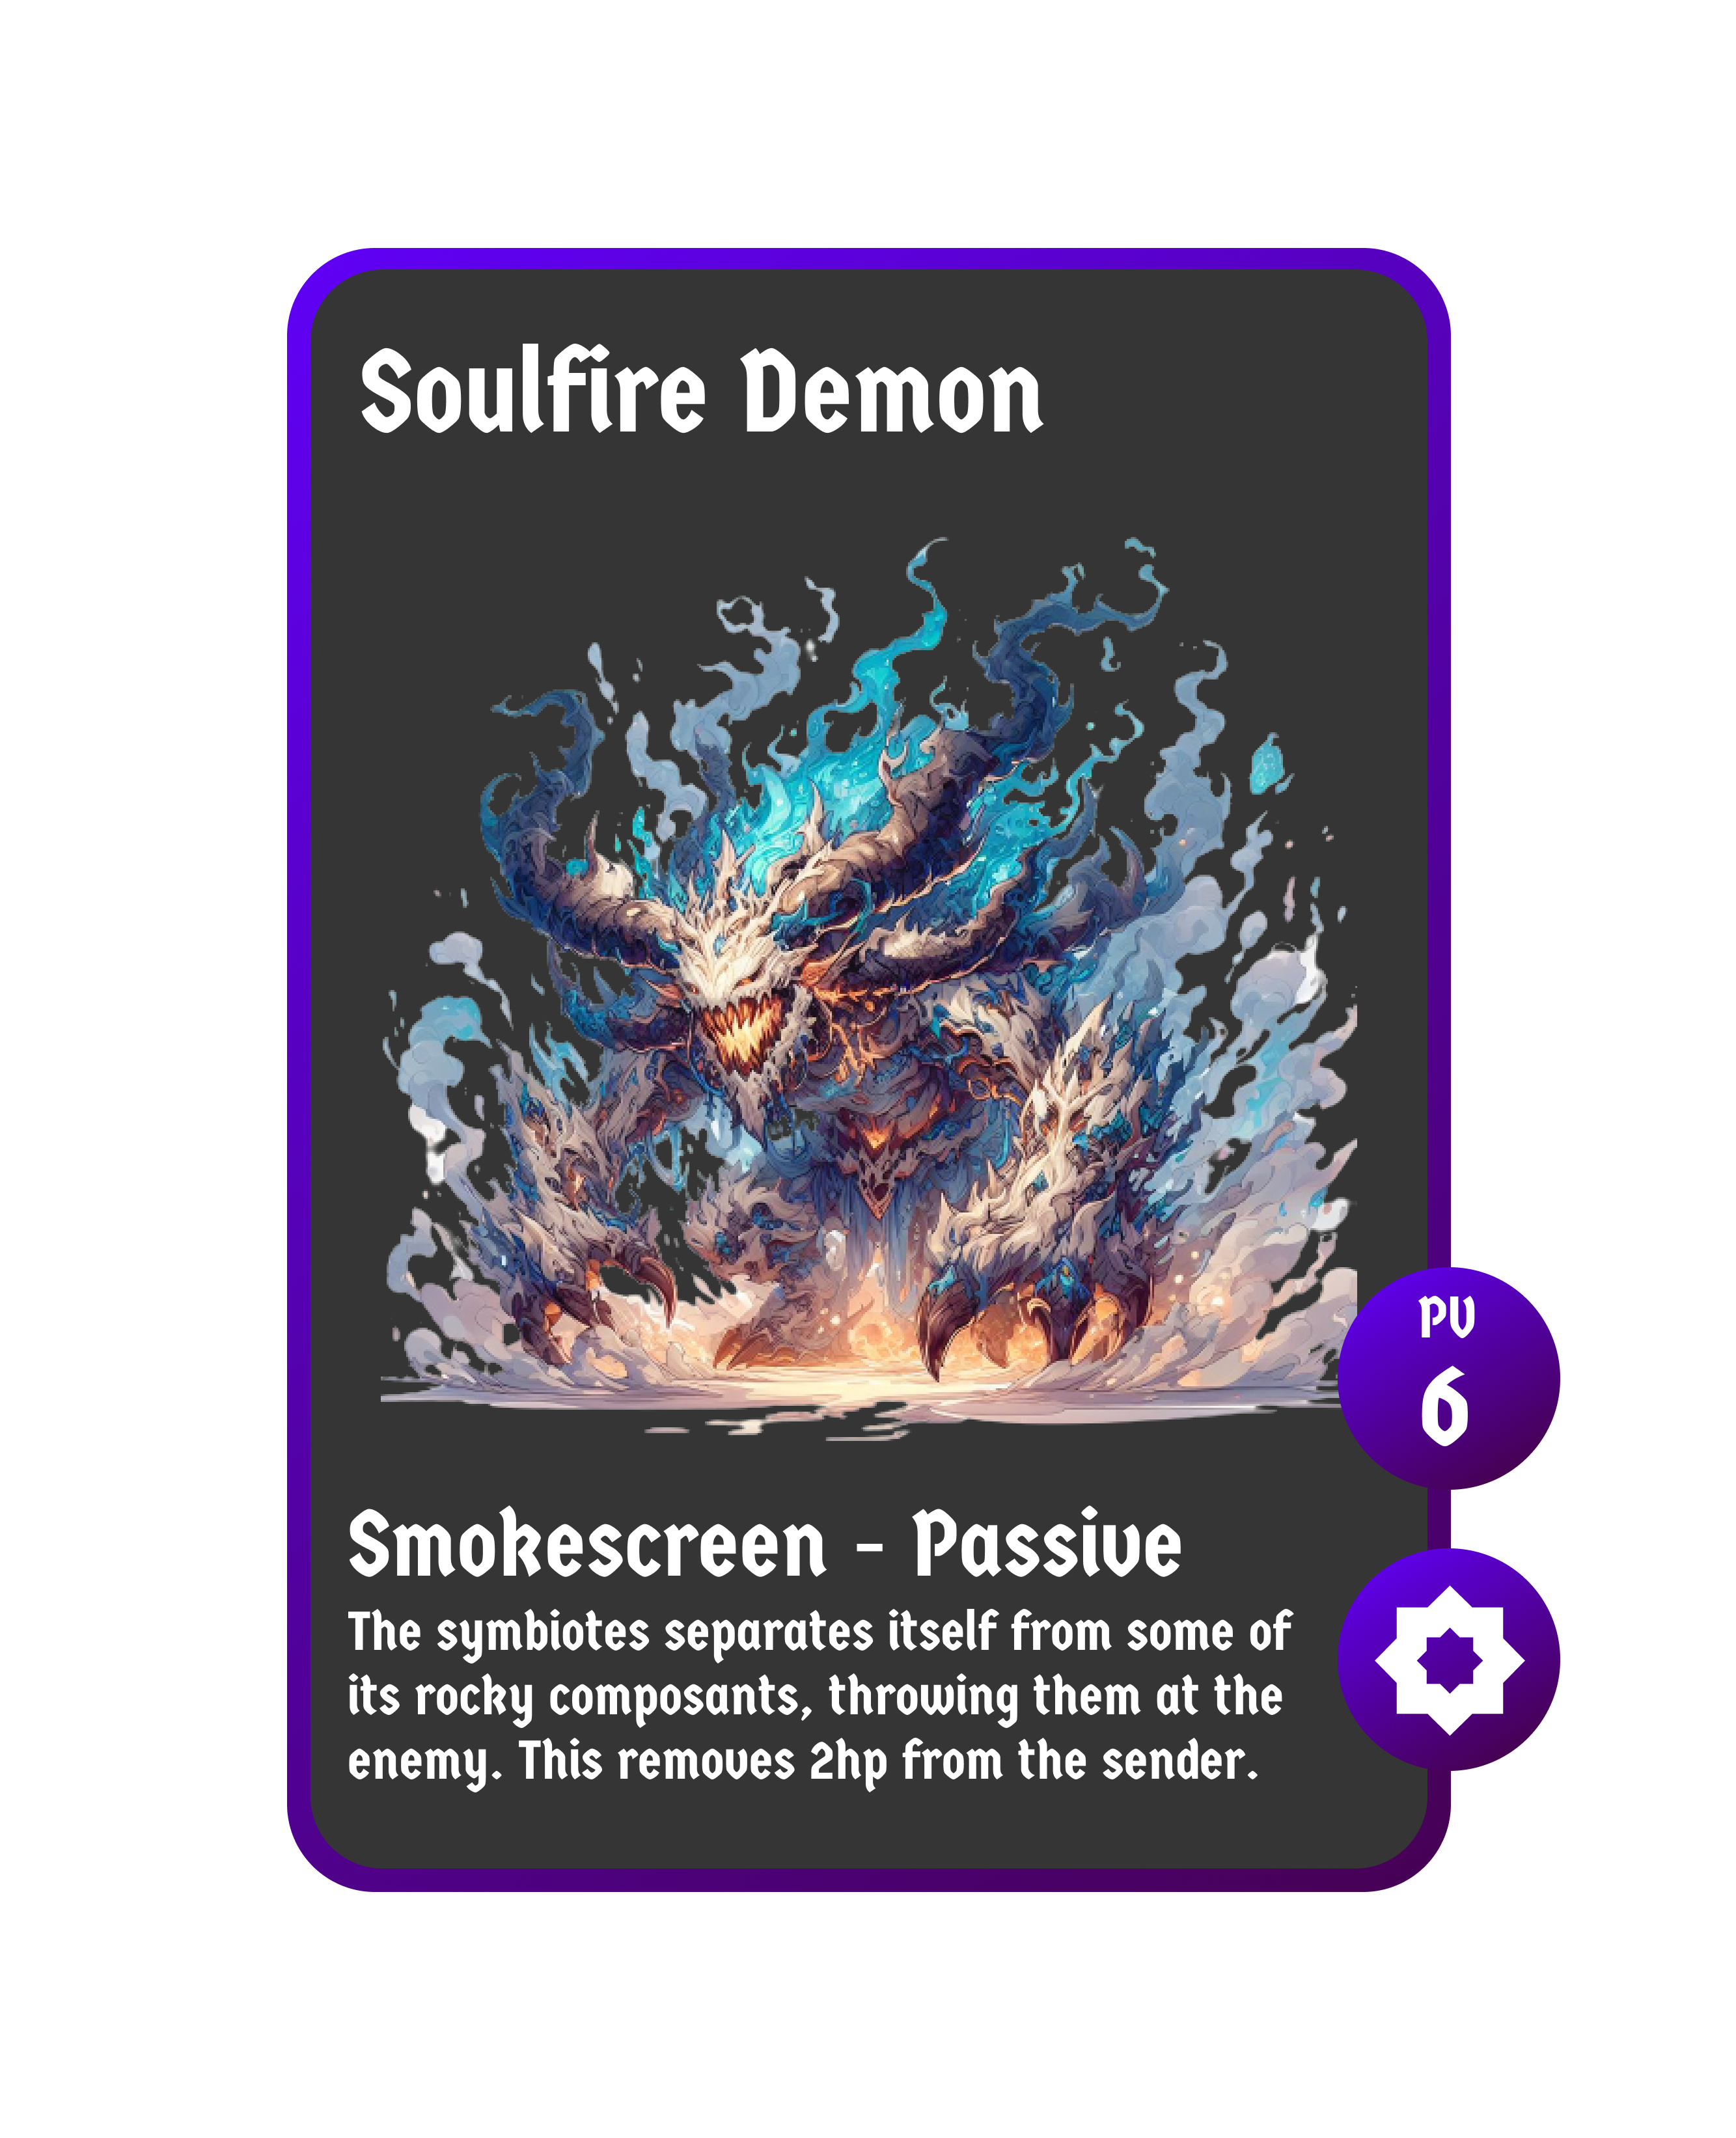 Soulfire Demon
PV
6
Smokescreen - Passive
The symbiotes separates itself from some of
its rocky composants, throwing them at the
enemy. This removes 2hp from the sender.